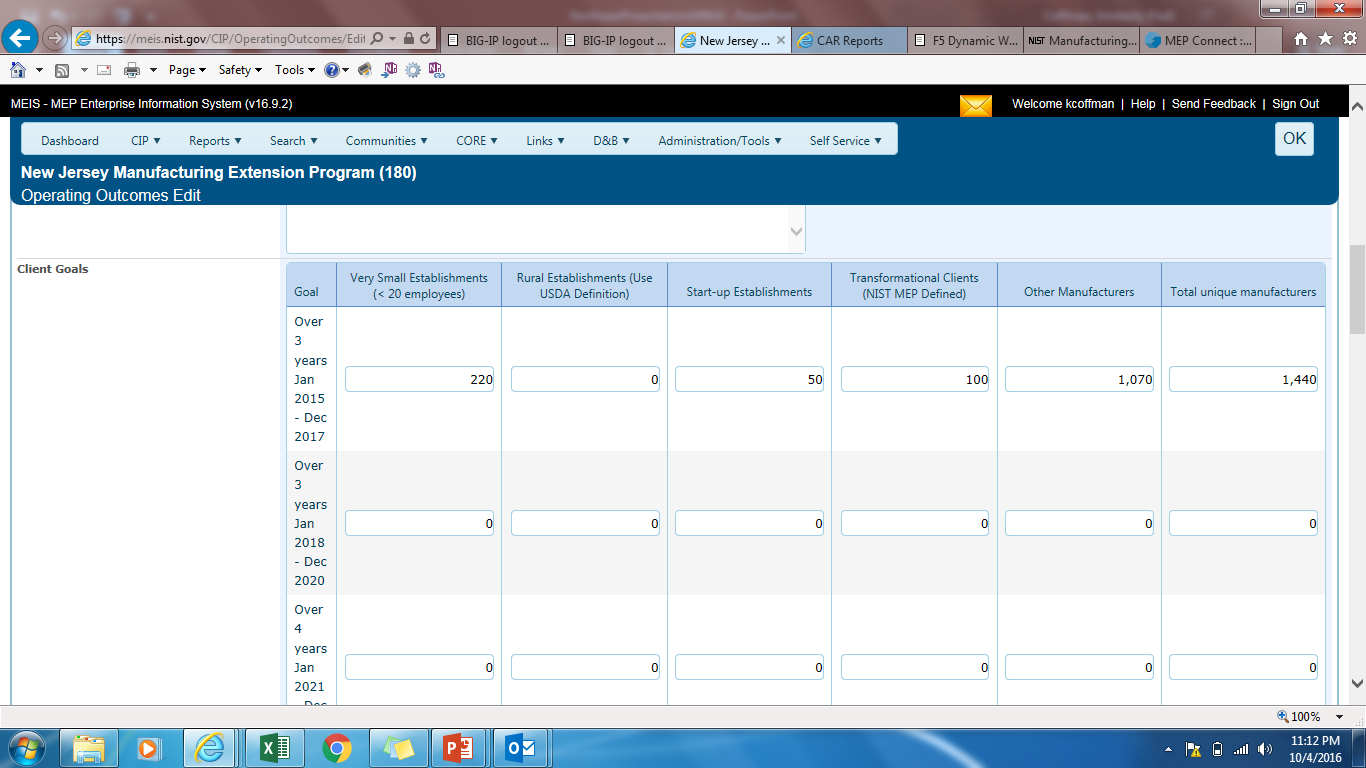 https://meis.nist.gov/CIP/OperatingOutcomes/Edit
BIG-IP logout ...
BIG-IP logout ...
New Jersey ...
CAR Reports
F5 Dynamic W...
NIST Manufacturing...
MEP Connect :...
Page
Safety
Tools
MEIS - MEP Enterprise Information System (v16.9.2)
Welcome kcoffman | Help | Send Feedback | Sign Out
Dashboard CIP Reports Search Communities CORE Links D&B Administration/Tools Self Service
OK
New Jersey Manufacturing Extension Program (180)
Operating Outcomes Edit
Client Goals
Goal
Very Small Establishments
(< 20 employees)
Rural Establishments (Use
USDA Definition)
Start-up Establishments
Transformational Clients
(NIST MEP Defined)
Other Manufacturers
Total unique manufacturers
Over
3
years
Jan
2015
- Dec
2017
220 0 50 100 1,070 1,440
Over
3
years
Jan
2018
- Dec
2020
0 0 0 0 0 0
Over
4
years
Jan
2021
- Dec
0 0 0 0 0 0
100%
11:12 PM
10/4/2016